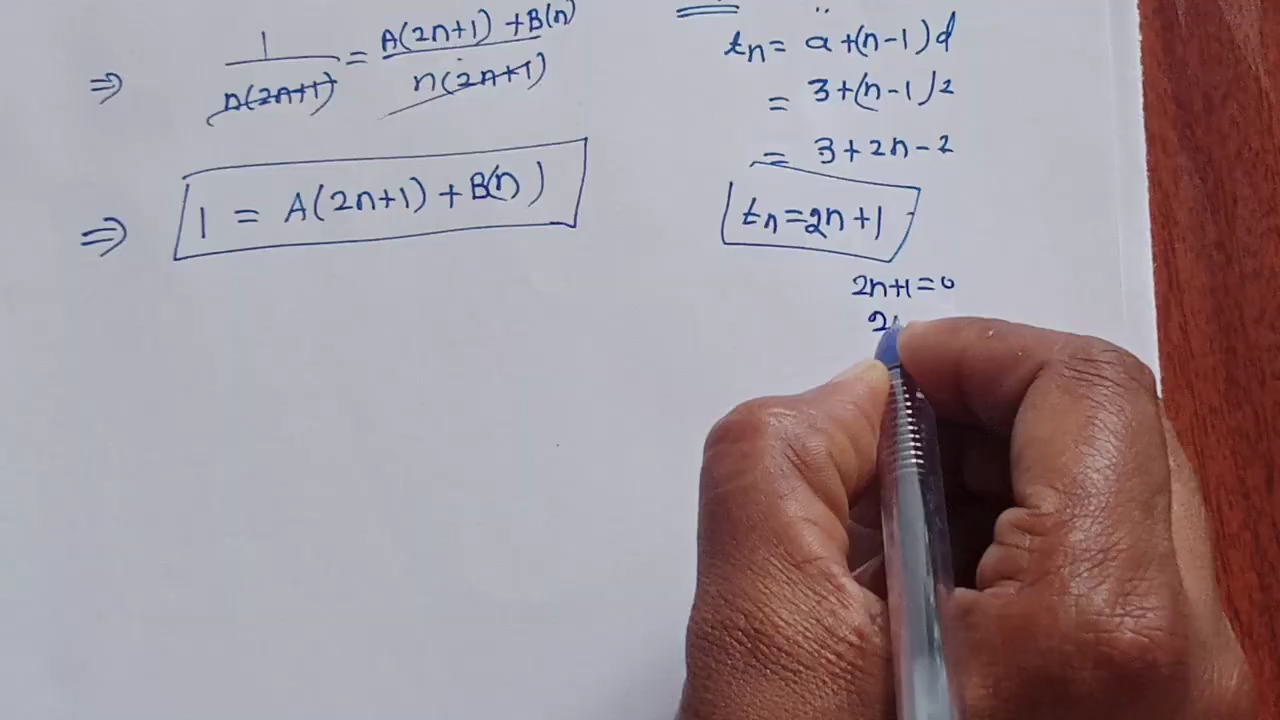 ⇒ 1/n(2n+1) = A(2n+1) + B(n)/n(2n+1)
⇒ 1 = A(2n+1) + B(n)
tn = a + (n-1)d
= 3+(n-1)2
= 3+2n-2
tn = 2n+1
2n+1=0